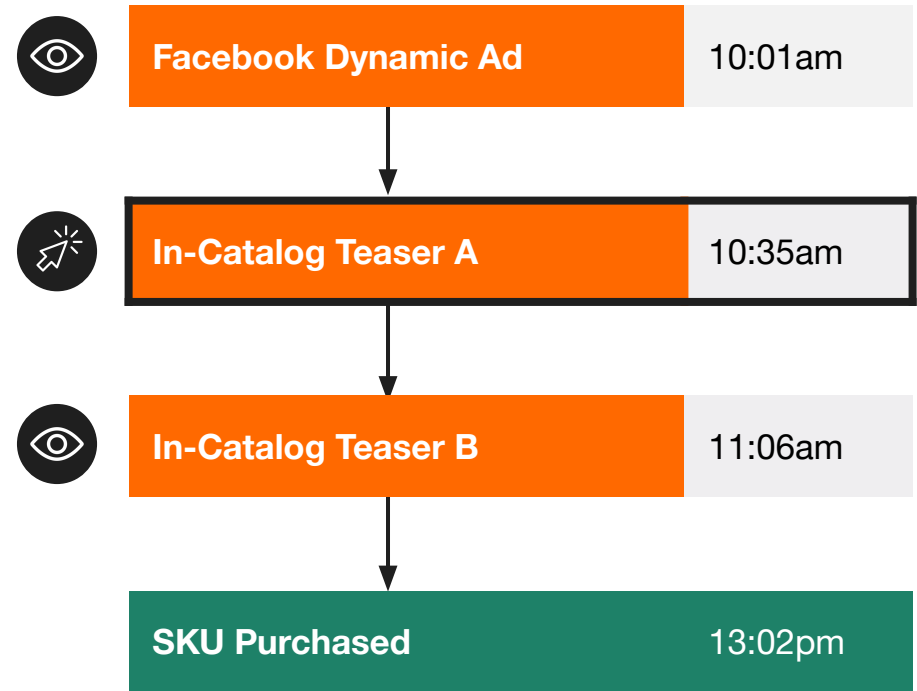 Facebook Dynamic Ad 10:01am
In-Catalog Teaser A 10:35am
In-Catalog Teaser B 11:06am
SKU Purchased 13:02pm